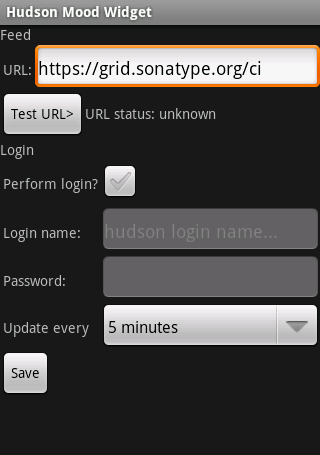 Hudson Mood Widget
Feed
URL: https://grid.sonatype.org/ci
Test URL> URL status: unknown
Login
Perform login?
Login name: hudson login name...
Password:
Update every 5 minutes
Save